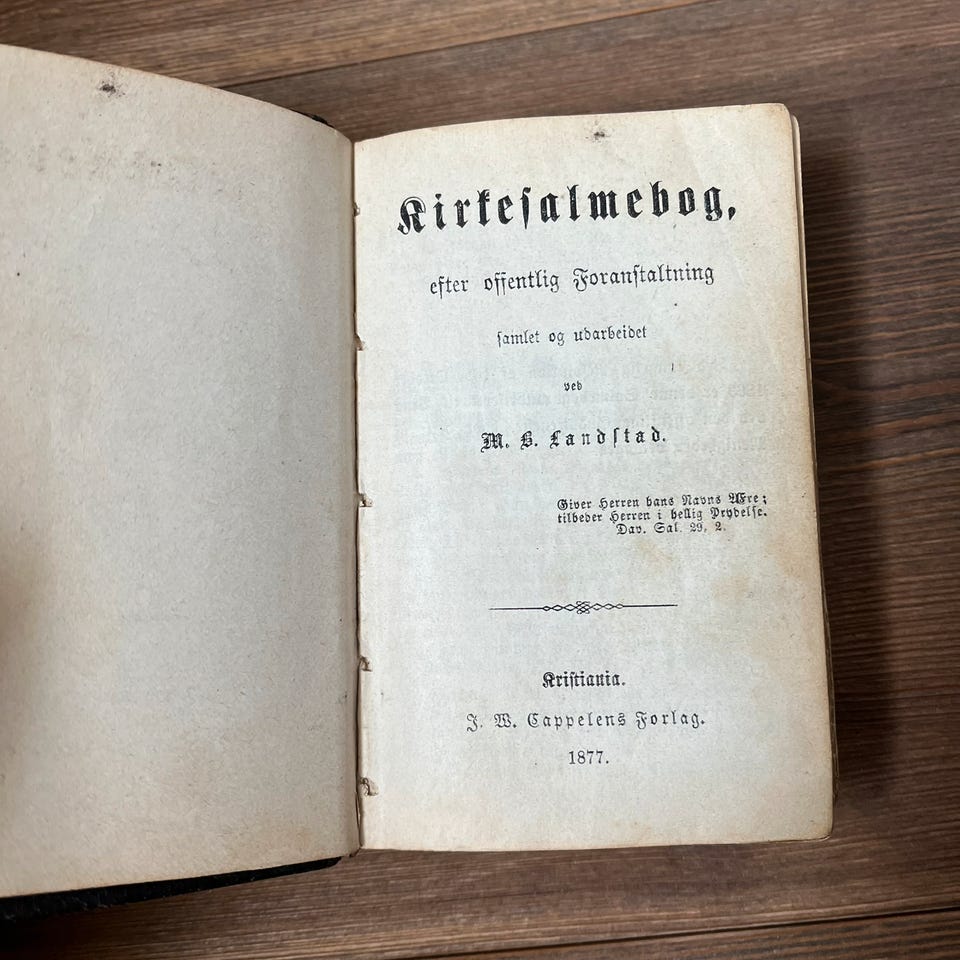 Kirkesalmebog,
efter offentlig Foranstaltning
samlet og udarbeidet
ved
M. B. Landstad.
Giver Herren hans Navns Ære;
tilbeder Herren i hellig Prydelse.
Dav. Sal. 29, 2.
Kristiania.
J. W. Cappelens Forlag.
1877.